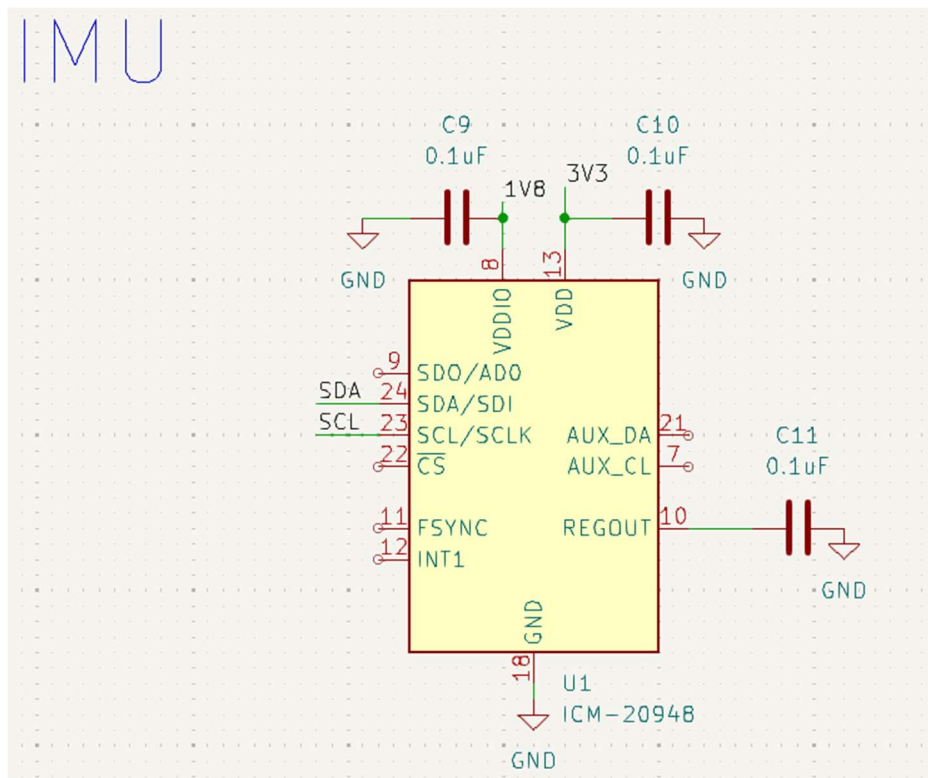 IMU
C9
0.1uF
C10
0.1uF
1V8
3V3
GND
GND
8
13
VDDIO
VDD
9
SDO/AD0
SDA
24
SDA/SDI
SCL
23
SCL/SCLK
22
CS
11
FSYNC
12
INT1
AUX_DA
21
AUX_CL
7
REGOUT
10
C11
0.1uF
GND
GND
18
U1
ICM-20948
GND